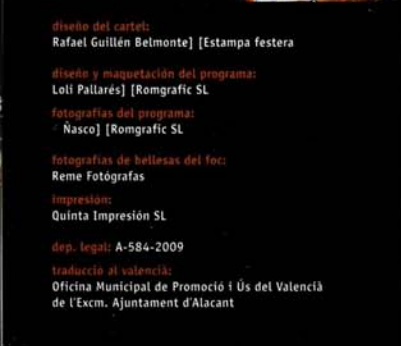 diseño del cartel:
Rafael Guillén Belmonte] [Estampa festera
diseño y maquetación del programa:
Loli Pallarés] [Romgrafic SL
fotografías del programa:
Ñasco] [Romgrafic SL
fotografías de bellesas del foc:
Reme Fotógrafas
impresión:
Quinta Impresión SL
dep. legal: A-584-2009
traducció al valencià:
Oficina Municipal de Promoció i Ús del Valencià
de l'Excm. Ajuntament d'Alacant